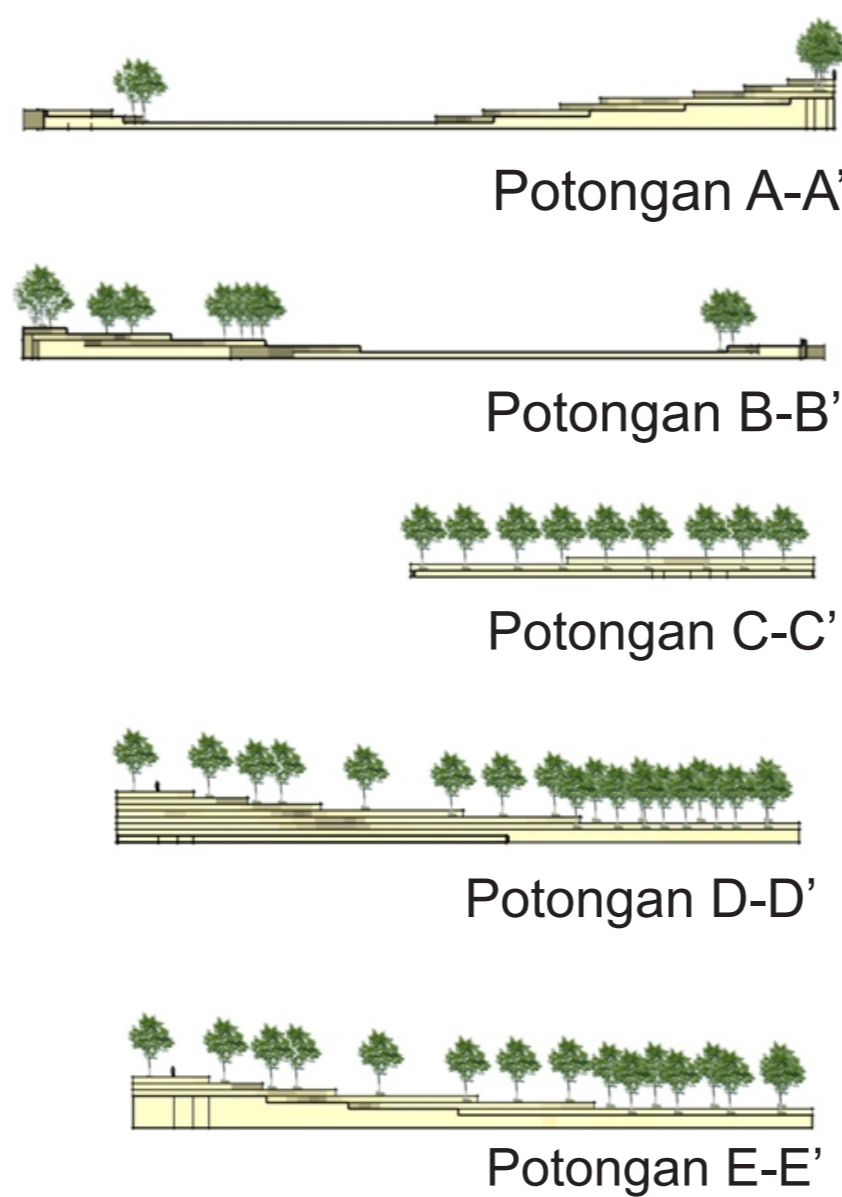 Potongan A-A’
Potongan B-B’
Potongan C-C’
Potongan D-D’
Potongan E-E’